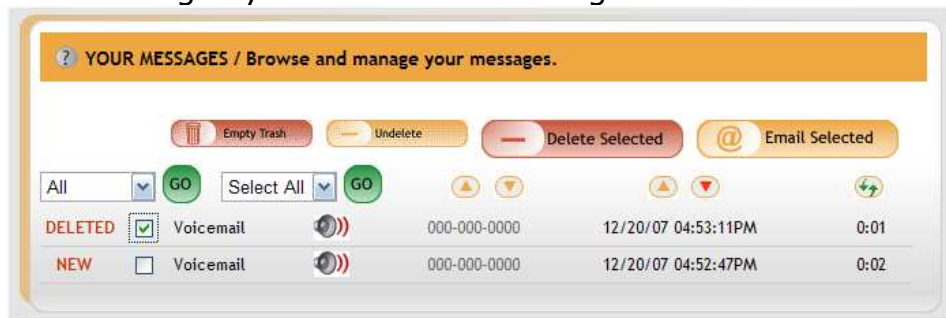 ? YOUR MESSAGES / Browse and manage your messages.
Empty Trash Undelete Delete Selected @ Email Selected
All GO Select All GO
DELETED Voicemail 000-000-0000 12/20/07 04:53:11PM 0:01
NEW Voicemail 000-000-0000 12/20/07 04:52:47PM 0:02